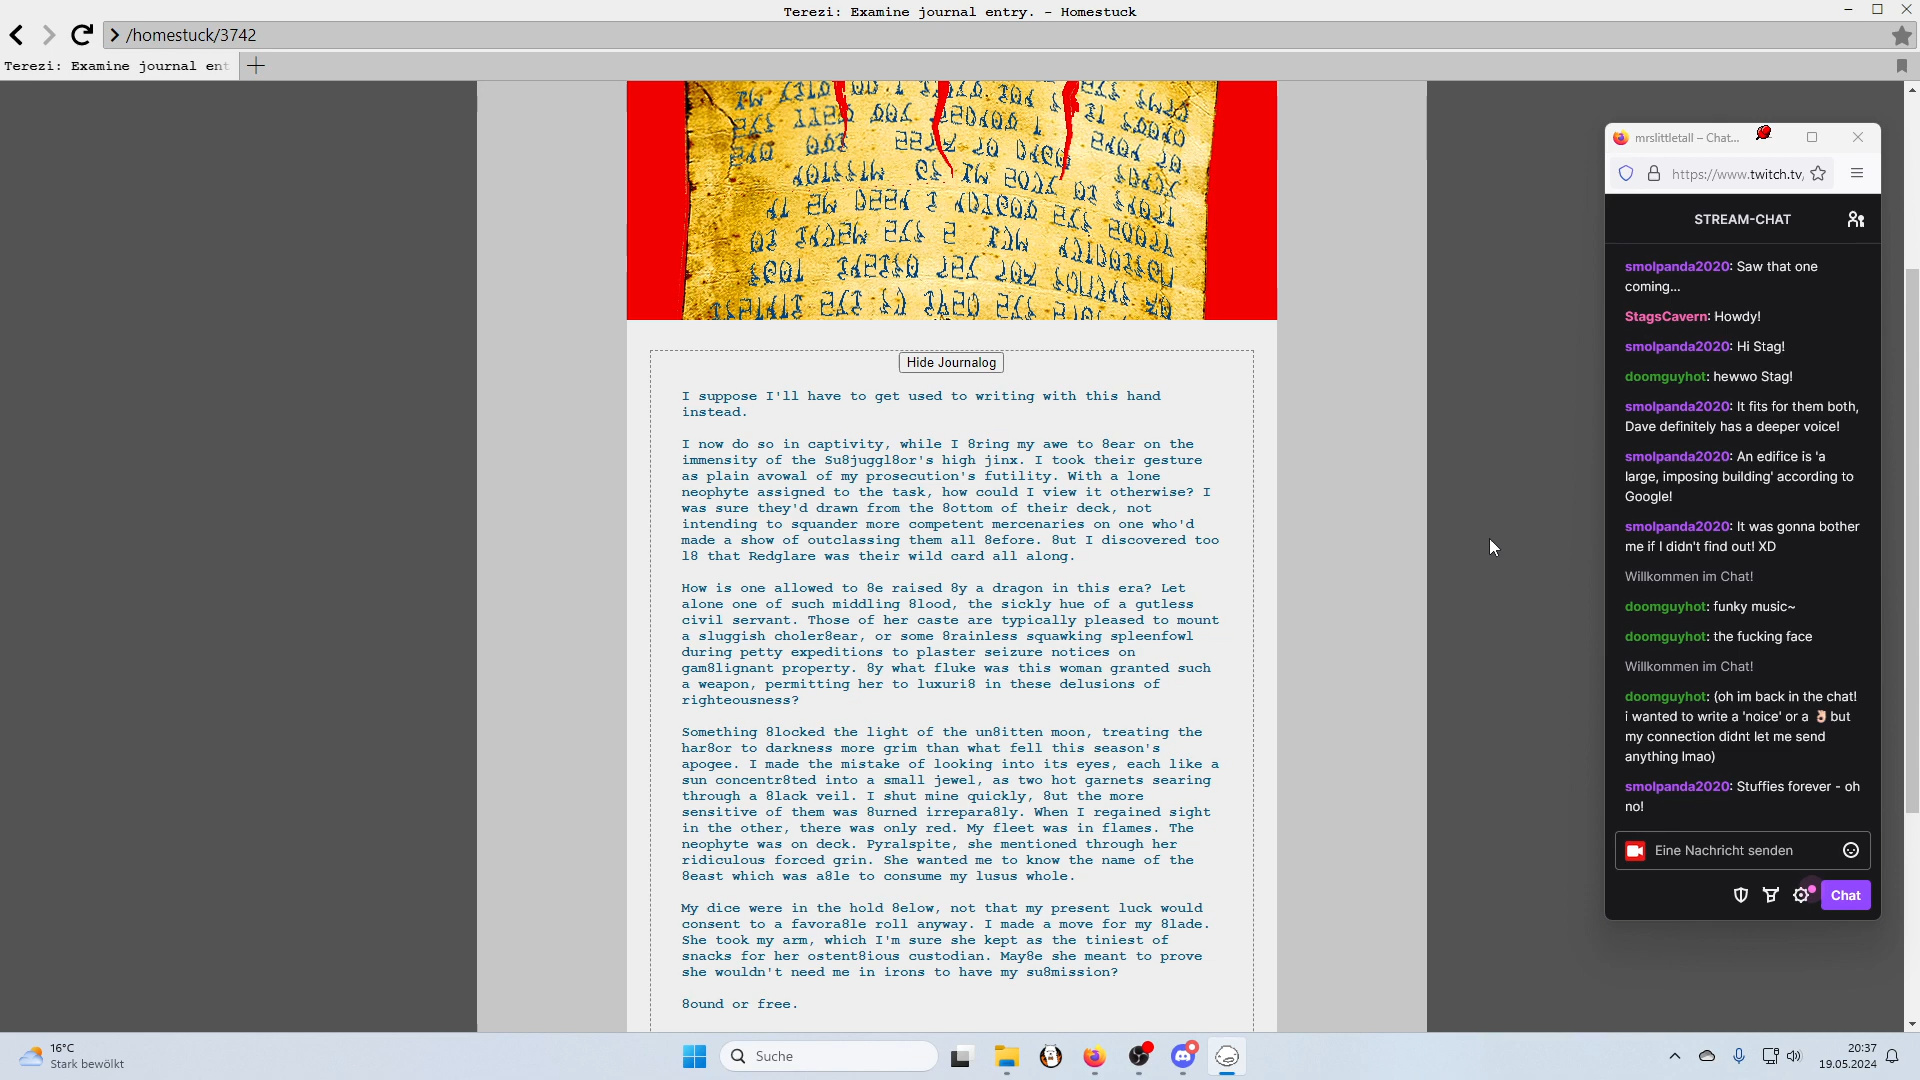 Terezi: Examine journal entry. - Homestuck
/homestuck/3742
Terezi: Examine journal ent
Hide Journalog
I suppose I'll have to get used to writing with this hand
instead.
I now do so in captivity, while I 8ring my awe to 8ear on the
immensity of the Su8juggl8or's high jinx. I took their gesture
as plain avowal of my prosecution's futility. With a lone
neophyte assigned to the task, how could I view it otherwise? I
was sure they'd drawn from the 8ottom of their deck, not
intending to squander more competent mercenaries on one who'd
made a show of outclassing them all 8efore. 8ut I discovered too
l8 that Redglare was their wild card all along.
How is one allowed to 8e raised 8y a dragon in this era? Let
alone one of such middling 8lood, the sickly hue of a gutless
civil servant. Those of her caste are typically pleased to mount
a sluggish choler8ear, or some 8rainless squawking spleenfowl
during petty expeditions to plaster seizure notices on
gam8lignant property. 8y what fluke was this woman granted such
a weapon, permitting her to luxuri8 in these delusions of
righteousness?
Something 8locked the light of the un8itten moon, treating the
har8or to darkness more grim than what fell this season's
apogee. I made the mistake of looking into its eyes, each like a
sun concentr8ted into a small jewel, as two hot garnets searing
through a 8lack veil. I shut mine quickly, 8ut the more
sensitive of them was 8urned irrepara8ly. When I regained sight
in the other, there was only red. My fleet was in flames. The
neophyte was on deck. Pyralspite, she mentioned through her
ridiculous forced grin. She wanted me to know the name of the
8east which was a8le to consume my lusus whole.
My dice were in the hold 8elow, not that my present luck would
consent to a favora8le roll anyway. I made a move for my 8lade.
She took my arm, which I'm sure she kept as the tiniest of
snacks for her ostent8ious custodian. May8e she meant to prove
she wouldn't need me in irons to have my su8mission?
8ound or free.
mrslittletall – Chat...
https://www.twitch.tv/
STREAM-CHAT
smolpanda2020: Saw that one
coming...
StagsCavern: Howdy!
smolpanda2020: Hi Stag!
doomguyhot: hewwo Stag!
smolpanda2020: It fits for them both,
Dave definitely has a deeper voice!
smolpanda2020: An edifice is 'a
large, imposing building' according to
Google!
smolpanda2020: It was gonna bother
me if I didn't find out! XD
Willkommen im Chat!
doomguyhot: funky music~
doomguyhot: the fucking face
Willkommen im Chat!
doomguyhot: (oh im back in the chat!
i wanted to write a 'noice' or a 👌🏻 but
my connection didnt let me send
anything lmao)
smolpanda2020: Stuffies forever - oh
no!
Eine Nachricht senden
Chat
16°C
Stark bewölkt
Suche
20:37
19.05.2024